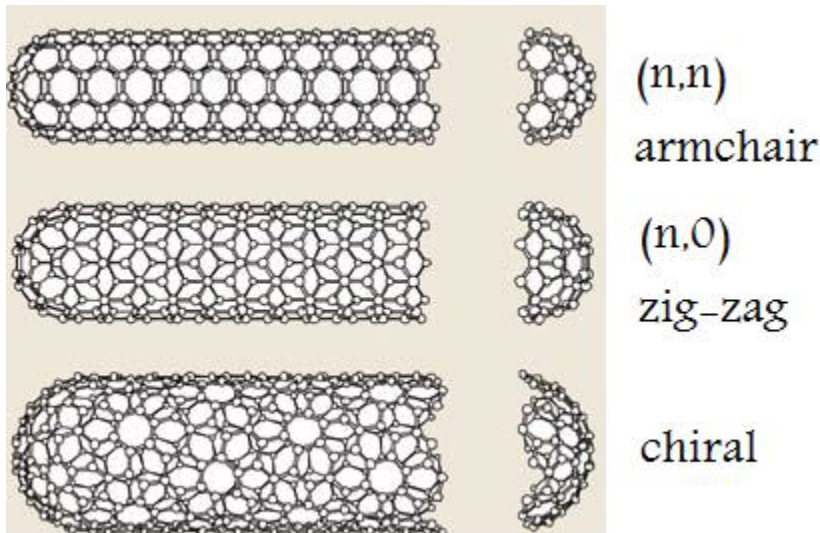 (n,n)
armchair
(n,0)
zig-zag
chiral